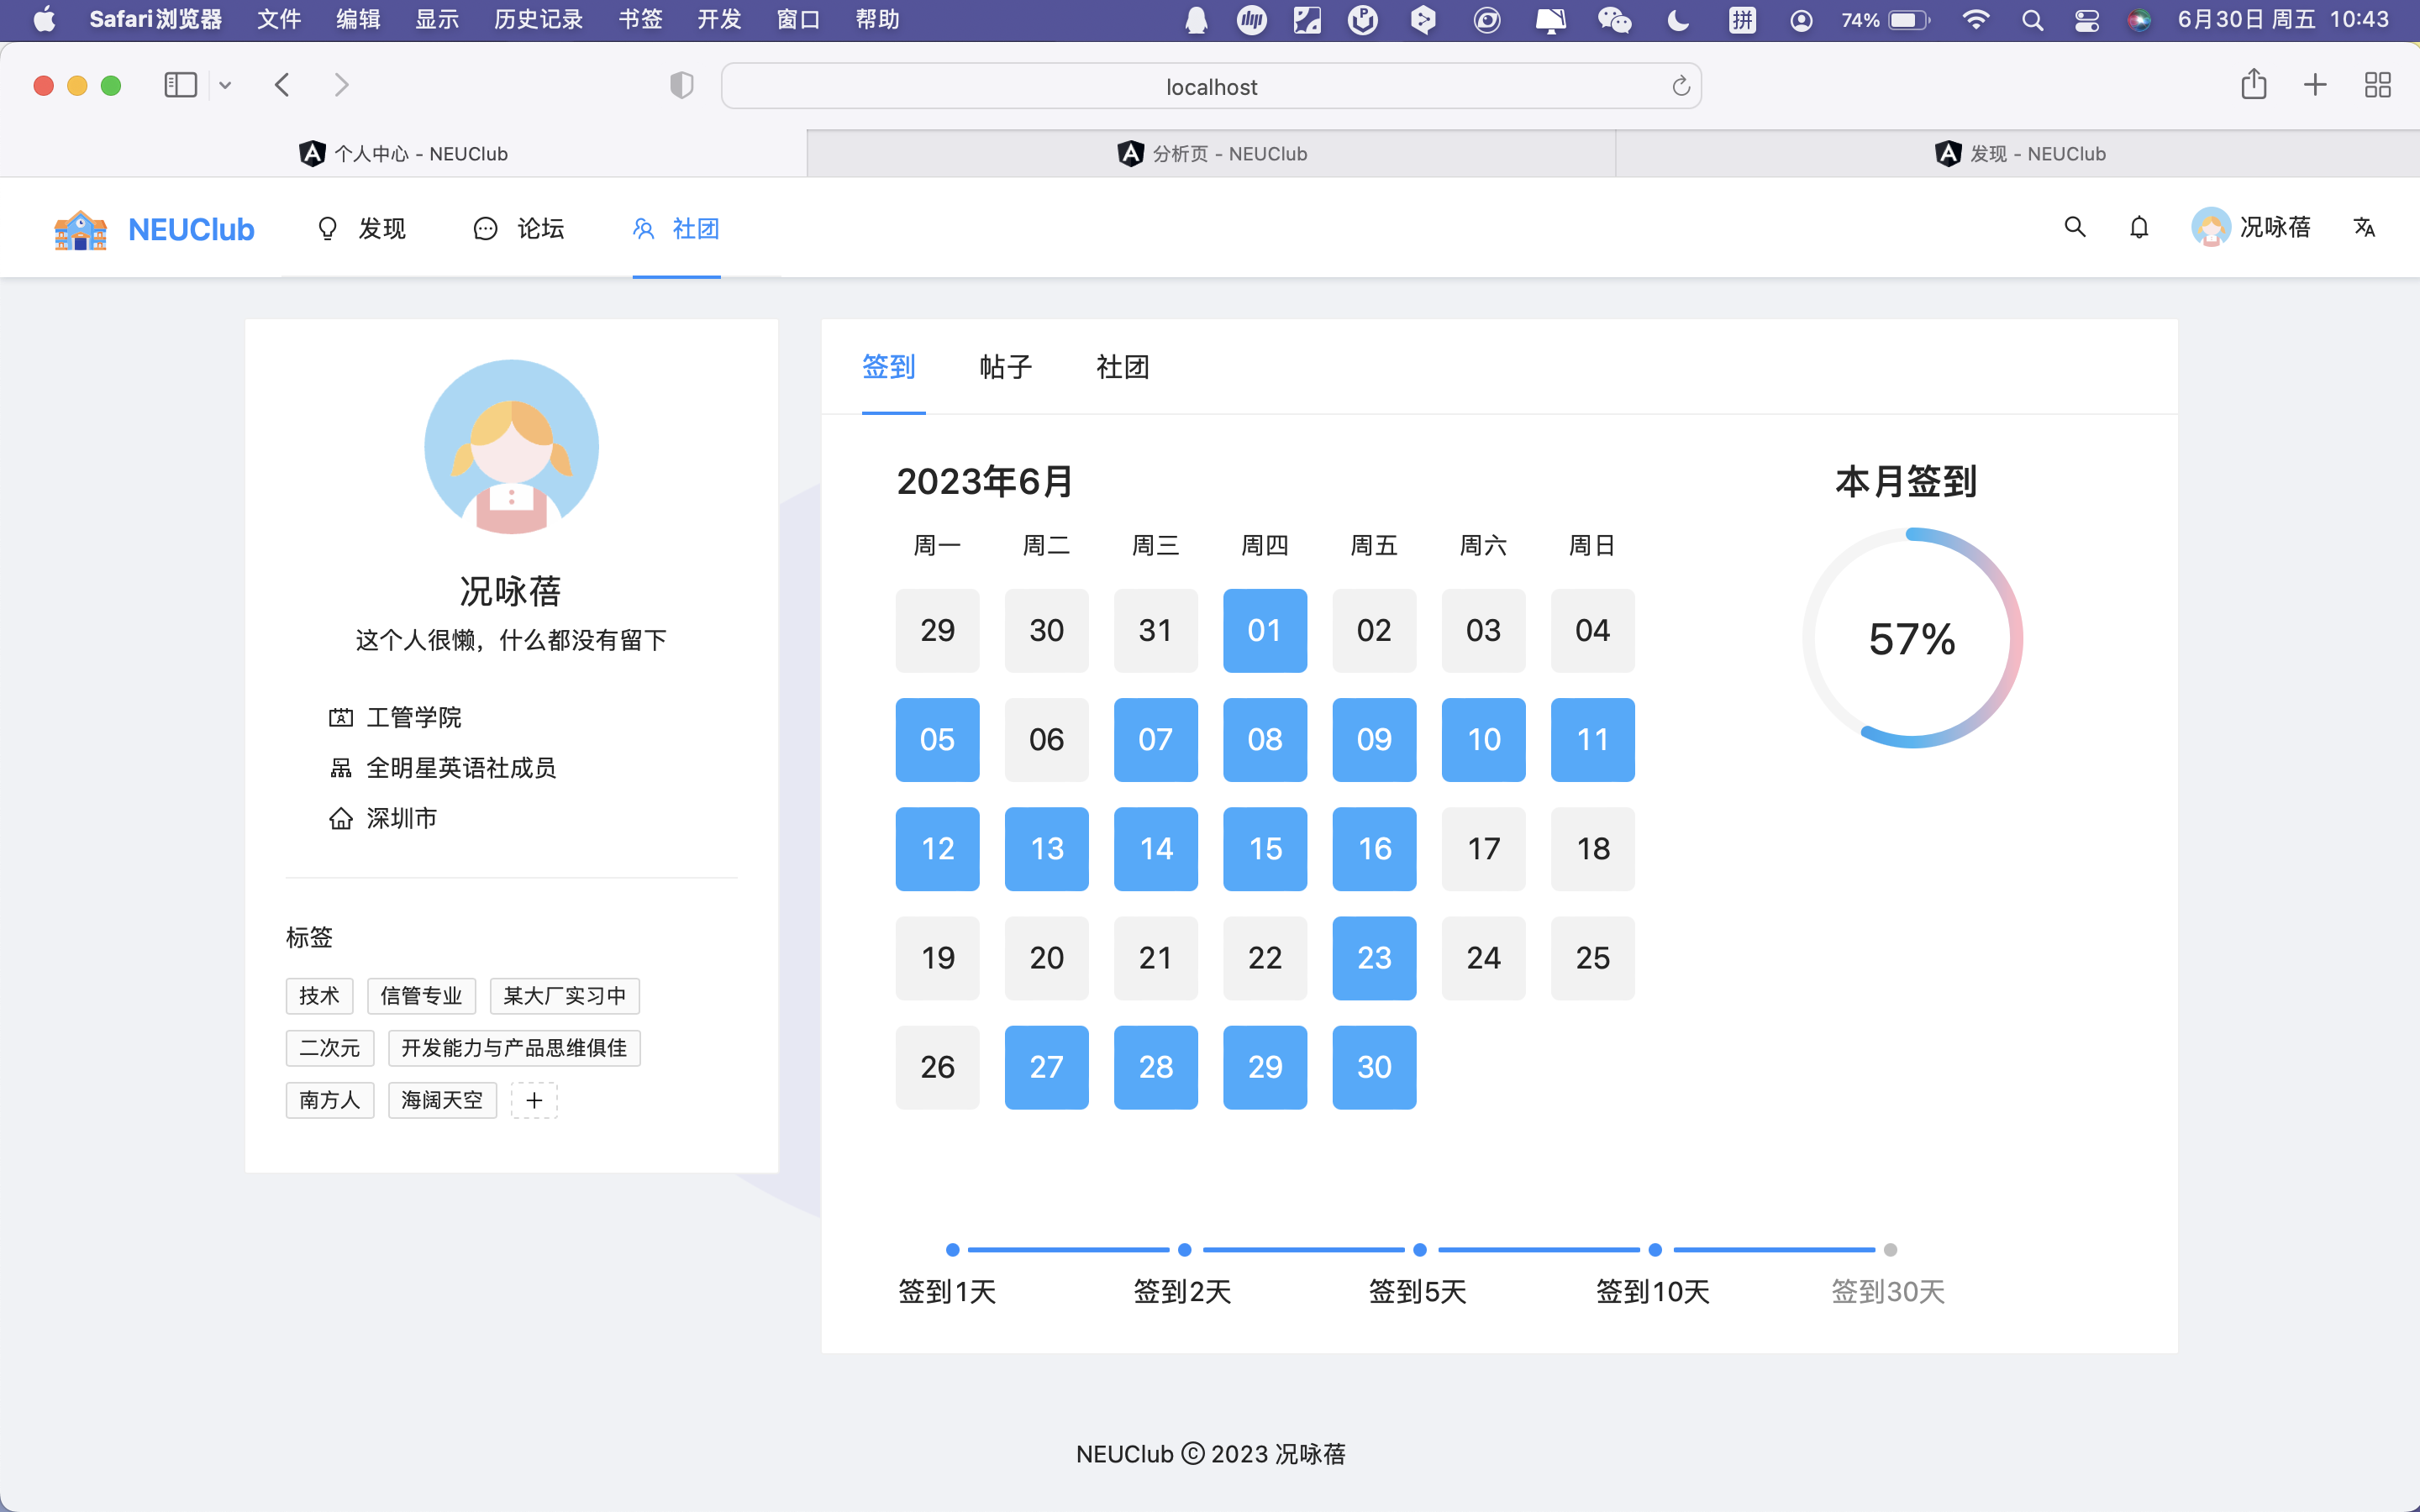 Safari浏览器 文件 编辑 显示 历史记录 书签 开发 窗口 帮助 拼 74% 6月30日 周五 10:43
localhost
个人中心 - NEUClub 分析页 - NEUClub 发现 - NEUClub
NEUClub 发现 论坛 社团 况咏蓓
况咏蓓
这个人很懒，什么都没有留下
工管学院
全明星英语社成员
深圳市
标签
技术 信管专业 某大厂实习中
二次元 开发能力与产品思维俱佳
南方人 海阔天空 +
签到 帖子 社团
2023年6月
周一 周二 周三 周四 周五 周六 周日
29 30 31 01 02 03 04
05 06 07 08 09 10 11
12 13 14 15 16 17 18
19 20 21 22 23 24 25
26 27 28 29 30
本月签到
57%
签到1天 签到2天 签到5天 签到10天 签到30天
NEUClub © 2023 况咏蓓